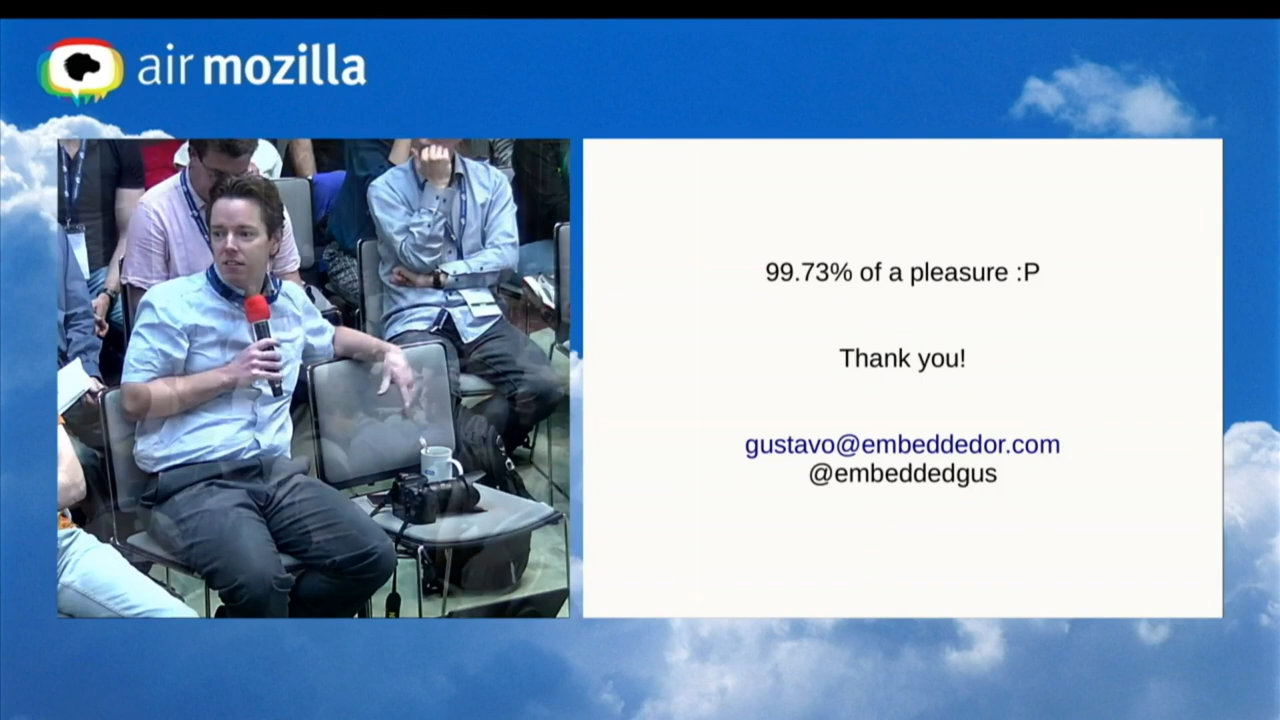 air mozilla
99.73% of a pleasure :P
Thank you!
gustavo@embeddedor.com
@embeddedgus